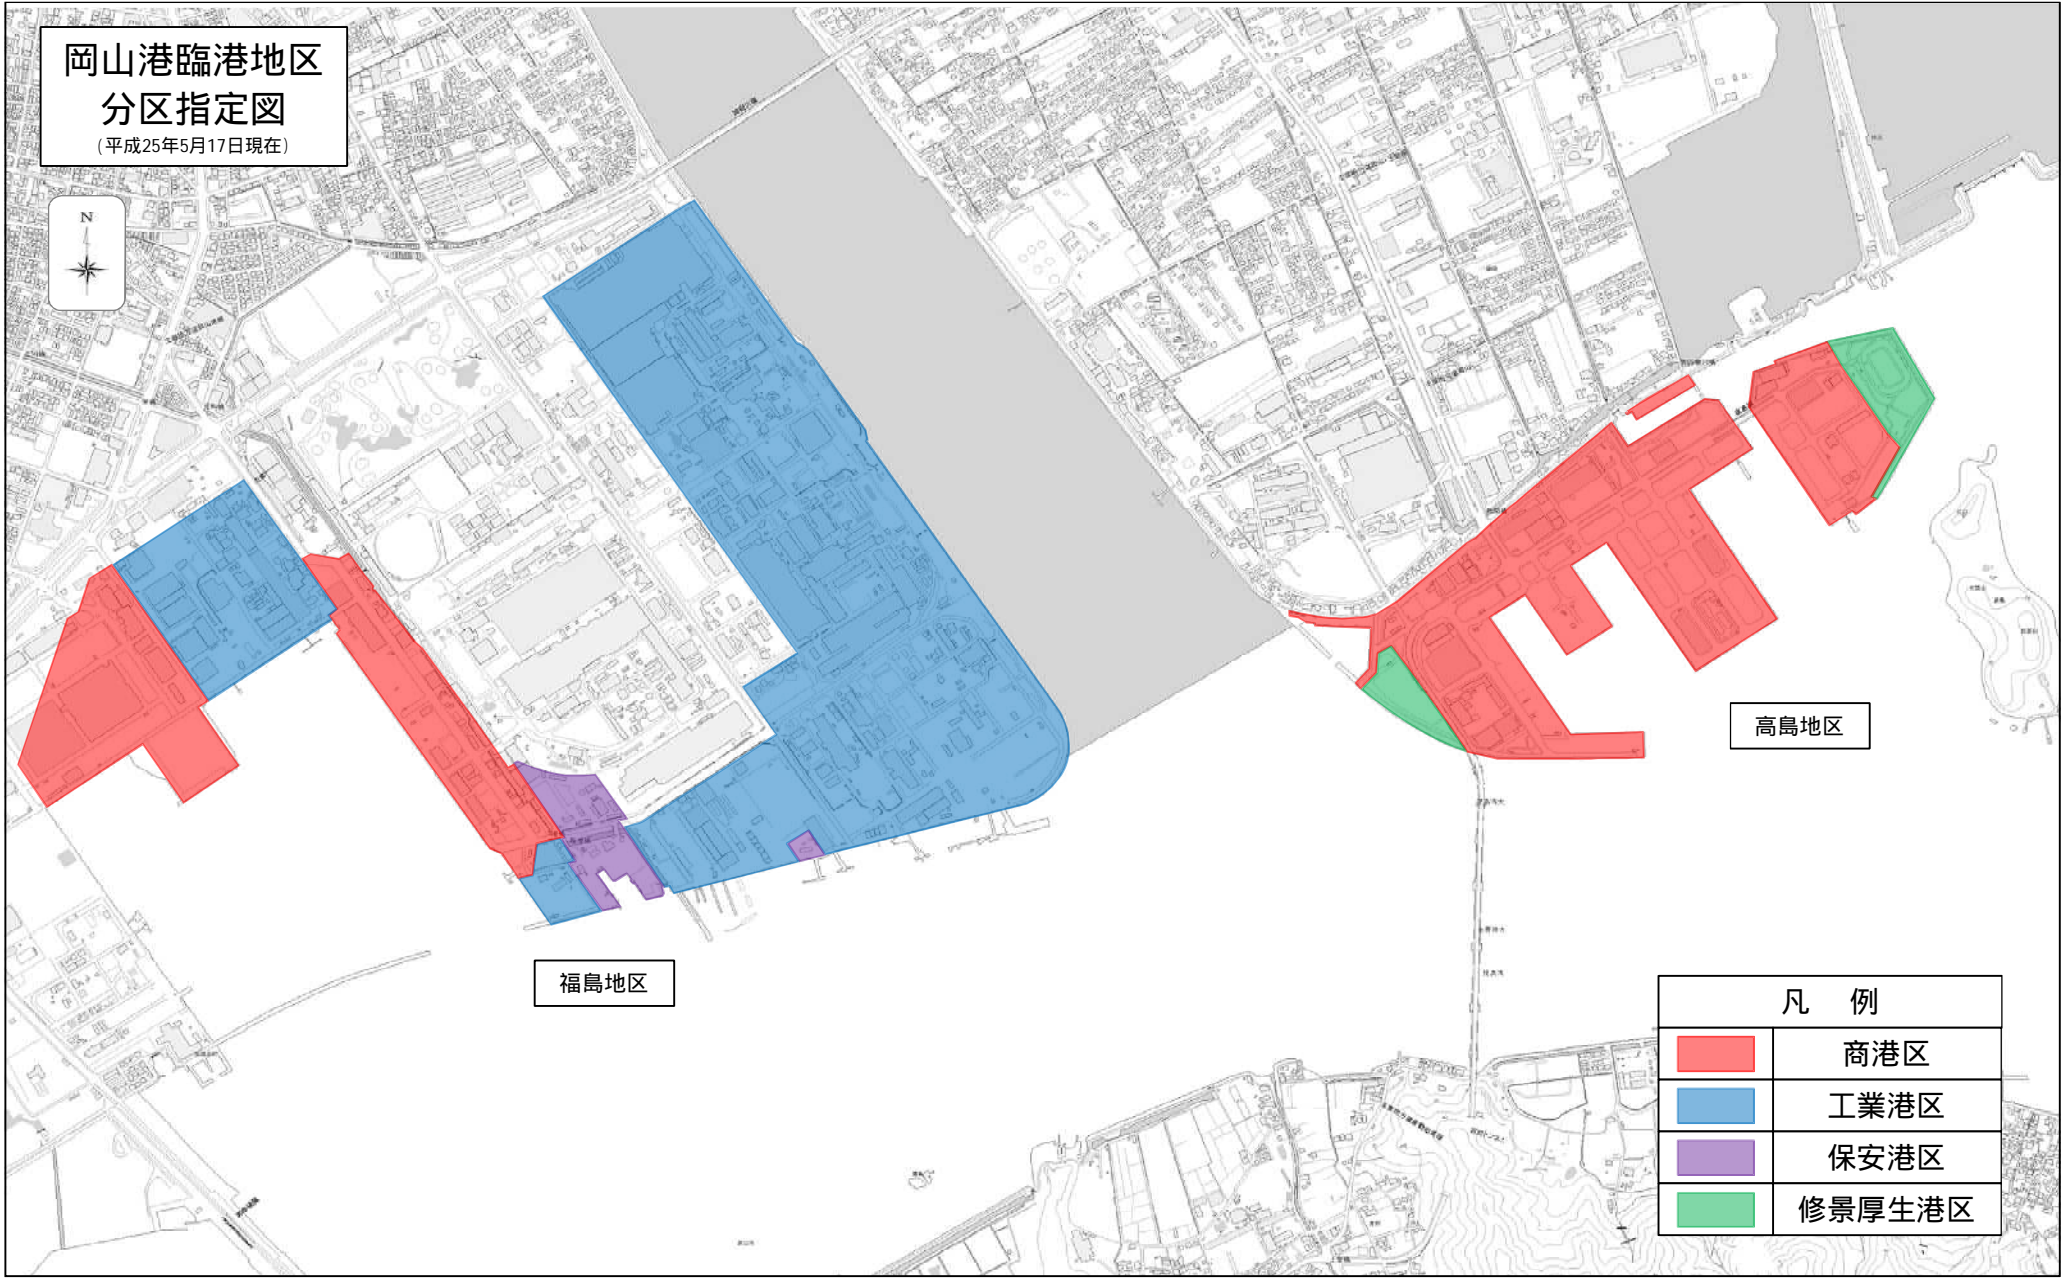 岡山港臨港地区
分区指定図
(平成25年5月17日現在)
N
高島地区
福島地区
凡 例
商港区
工業港区
保安港区
修景厚生港区